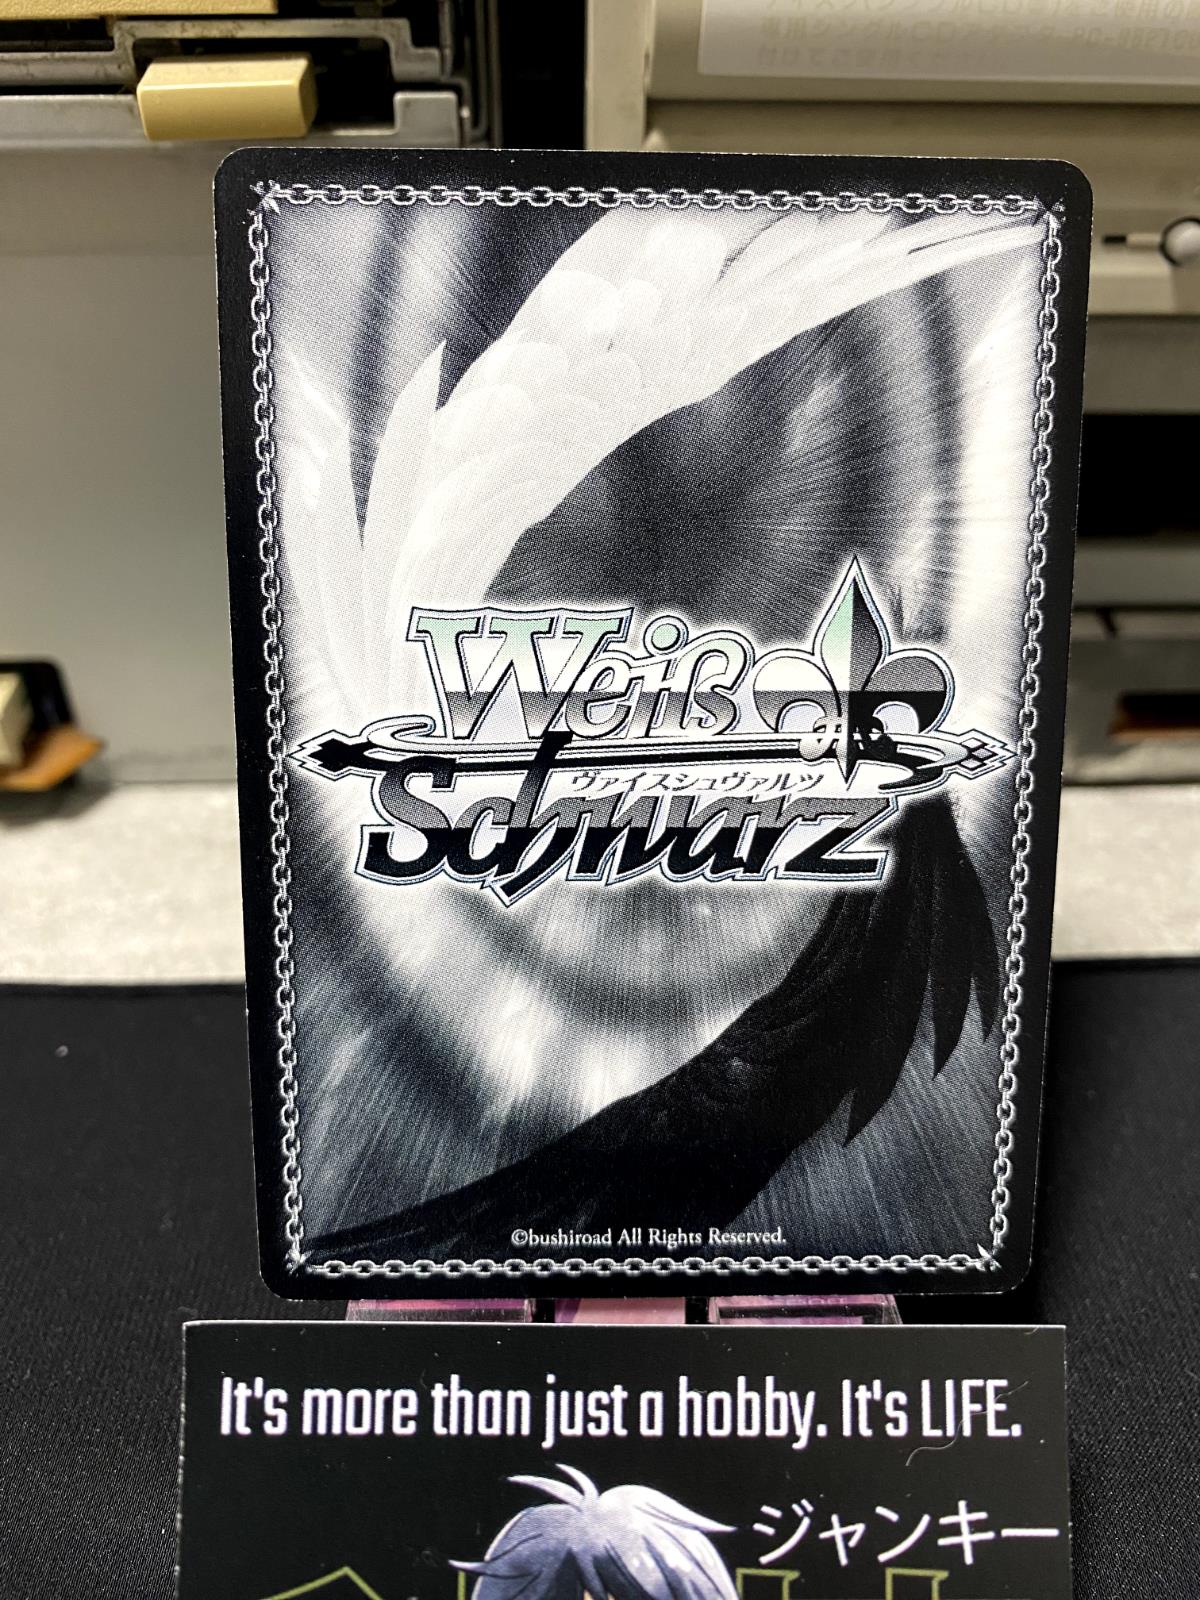 Weiß
ヴァイスシュヴァルツ
Schwarz
©bushiroad All Rights Reserved.
It's more than just a hobby. It's LIFE.
ジャンキー